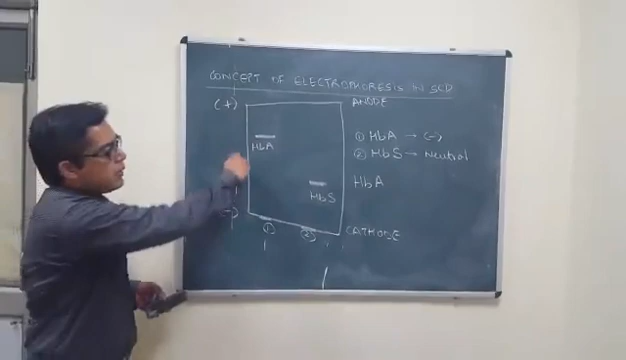 CONCEPT OF ELECTROPHORESIS IN SCD
(+) ANODE
① HbA → (-)
HbA
② HbS → Neutral
HbA
HbS
CATHODE
① ②